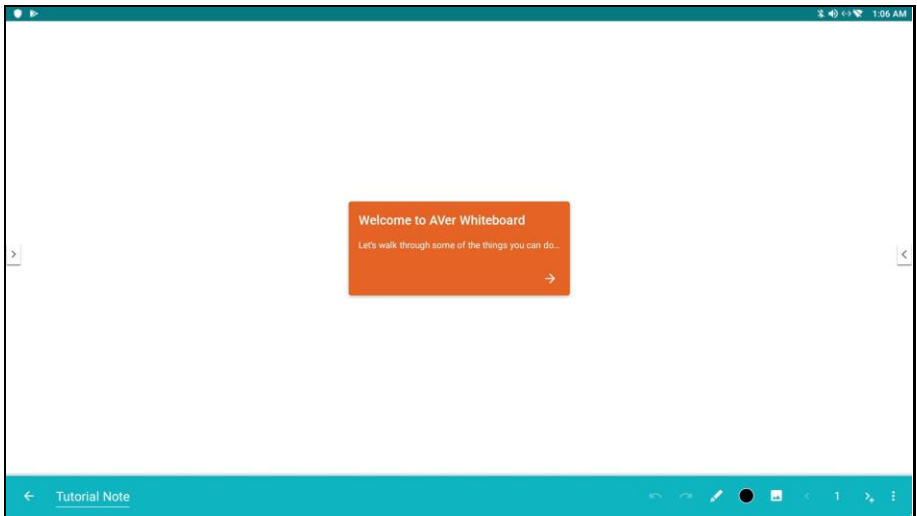 1:06 AM
Welcome to AVer Whiteboard
Let's walk through some of the things you can do...
Tutorial Note
1